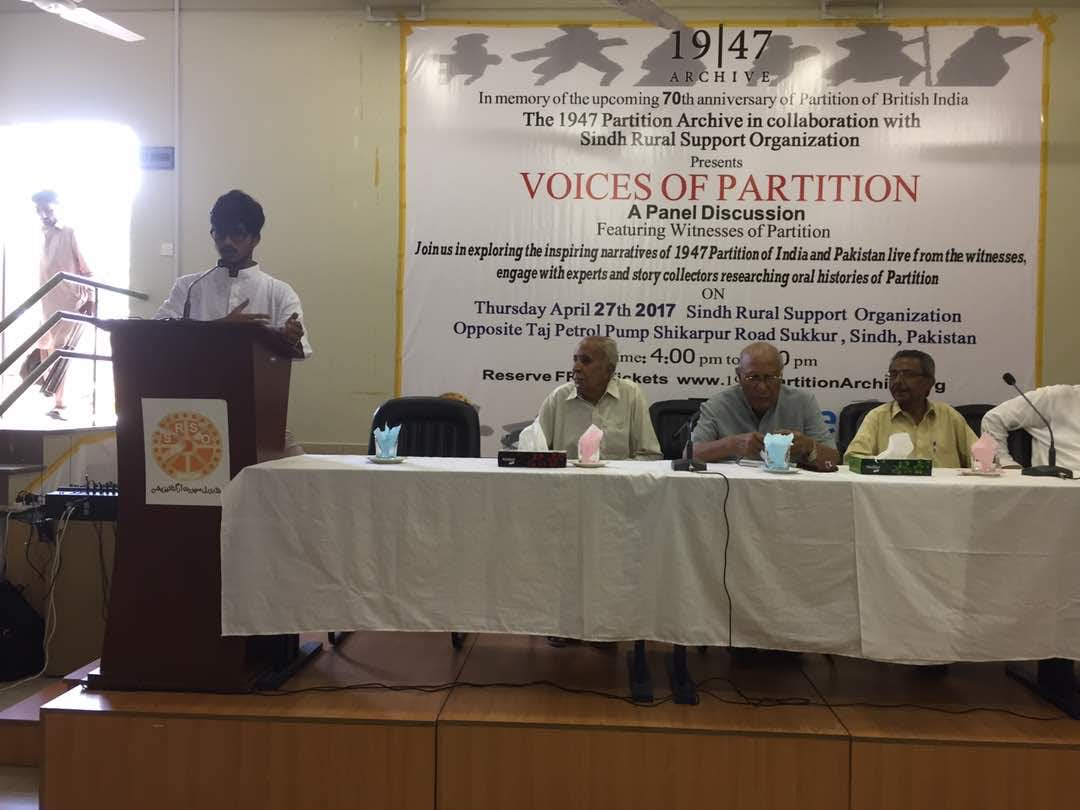 19|47
ARCHIVE
In memory of the upcoming 70th anniversary of Partition of British India
The 1947 Partition Archive in collaboration with
Sindh Rural Support Organization
Presents
VOICES OF PARTITION
A Panel Discussion
Featuring Witnesses of Partition
Join us in exploring the inspiring narratives of 1947 Partition of India and Pakistan live from the witnesses,
engage with experts and story collectors researching oral histories of Partition
ON
Thursday April 27th 2017 Sindh Rural Support Organization
Opposite Taj Petrol Pump Shikarpur Road Sukkur , Sindh, Pakistan
4:00 pm to pm
Reserve Tickets
SRSO